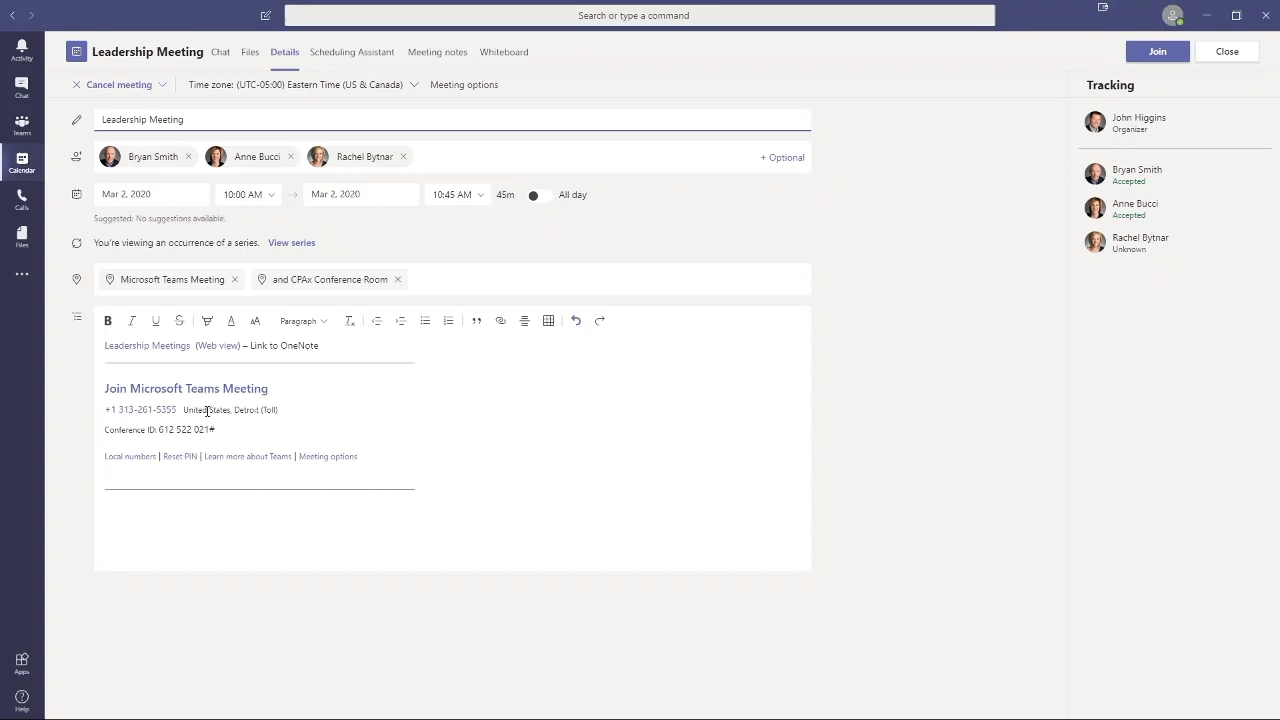 Search or type a command
Activity
Chat
Teams
Calendar
Calls
Files
Apps
Help
Leadership Meeting Chat Files Details Scheduling Assistant Meeting notes Whiteboard Join Close
Cancel meeting Time zone: (UTC-05:00) Eastern Time (US & Canada) Meeting options
Leadership Meeting
Bryan Smith Anne Bucci Rachel Bytnar + Optional
Mar 2, 2020 10:00 AM Mar 2, 2020 10:45 AM 45m All day
Suggested: No suggestions available.
You're viewing an occurrence of a series. View series
Microsoft Teams Meeting and CPAx Conference Room
Paragraph
Leadership Meetings (Web view) – Link to OneNote
Join Microsoft Teams Meeting
+1 313-261-5355 United States, Detroit (Toll)
Conference ID: 612 522 021#
Local numbers | Reset PIN | Learn more about Teams | Meeting options
Tracking
John Higgins
Organizer
Bryan Smith
Accepted
Anne Bucci
Accepted
Rachel Bytnar
Unknown